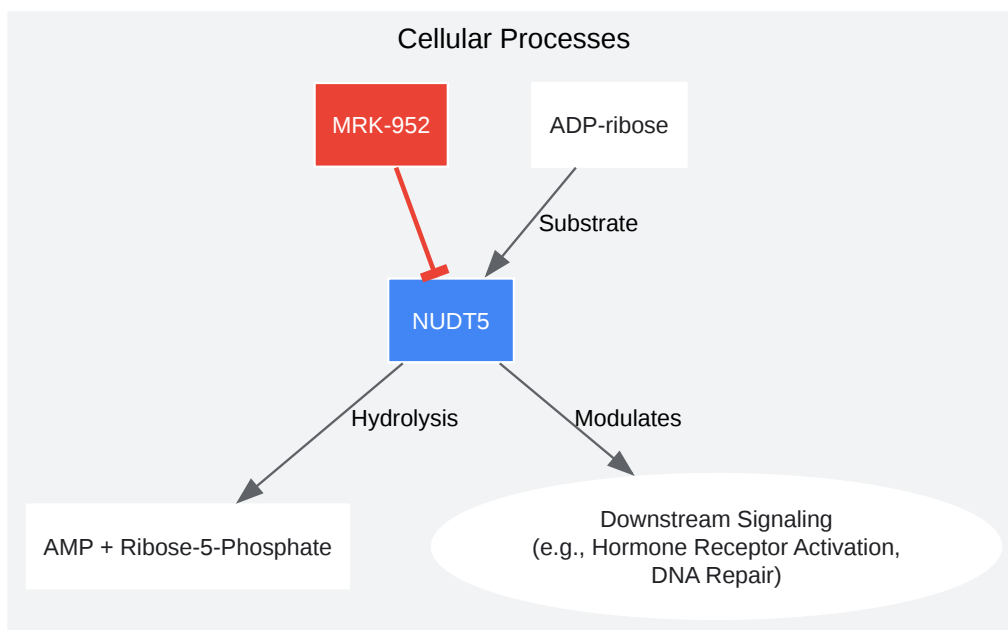 Cellular Processes
MRK-952
ADP-ribose
Substrate
NUDT5
Hydrolysis
Modulates
AMP + Ribose-5-Phosphate
Downstream Signaling
(e.g., Hormone Receptor Activation,
DNA Repair)